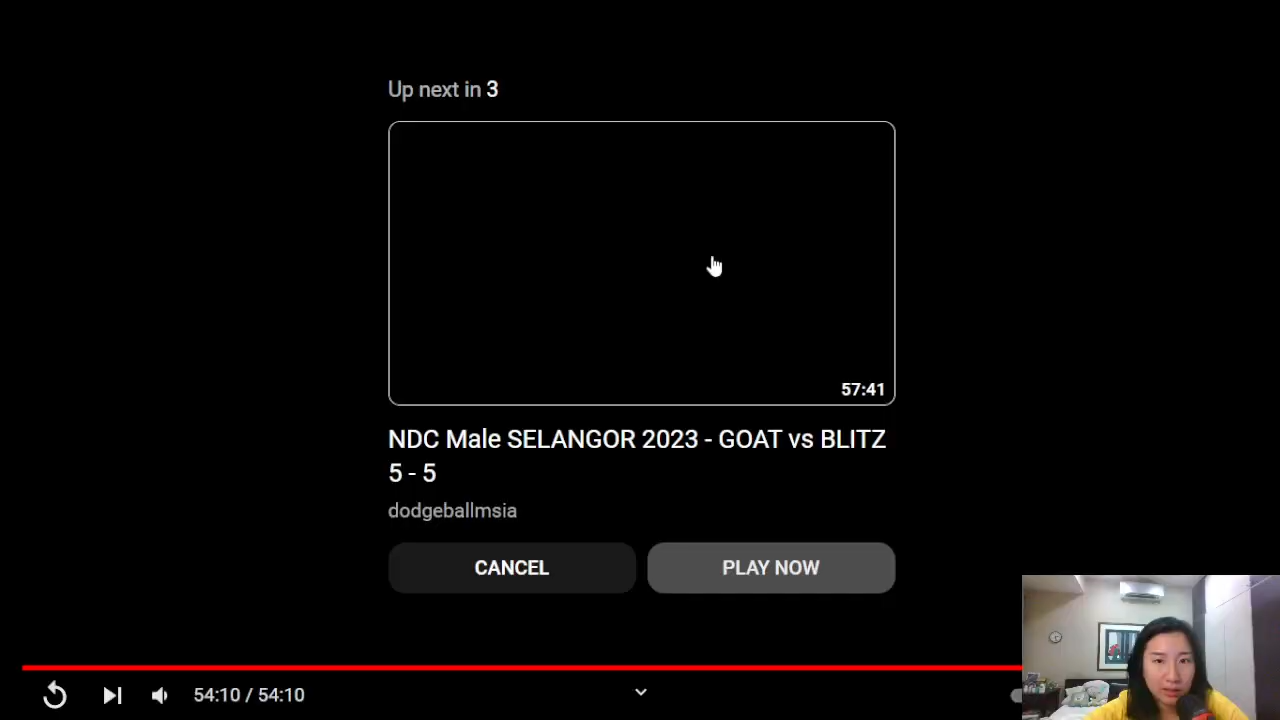 Up next in 3
57:41
NDC Male SELANGOR 2023 - GOAT vs BLITZ
5 - 5
dodgeballmsia
CANCEL
PLAY NOW
54:10 / 54:10